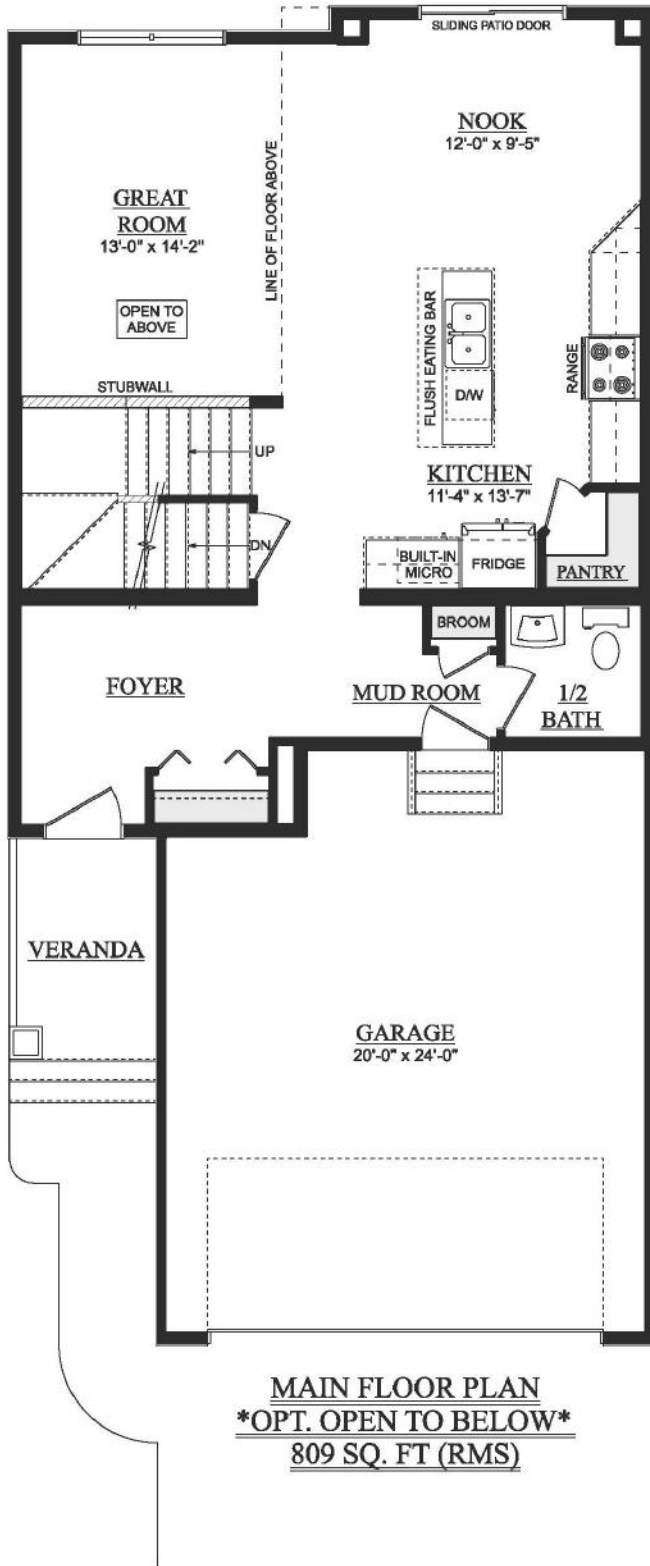 SLIDING PATIO DOOR
NOOK
12'-0" x 9'-5"
GREAT
ROOM
13'-0" x 14'-2"
LINE OF FLOOR ABOVE
OPEN TO
ABOVE
FLUSH EATING BAR
D/W
RANGE
STUBWALL
UP
KITCHEN
11'-4" x 13'-7"
DN
BUILT-IN
MICRO
FRIDGE
PANTRY
BROOM
FOYER
MUD ROOM
1/2
BATH
VERANDA
GARAGE
20'-0" x 24'-0"
MAIN FLOOR PLAN
*OPT. OPEN TO BELOW*
809 SQ. FT (RMS)